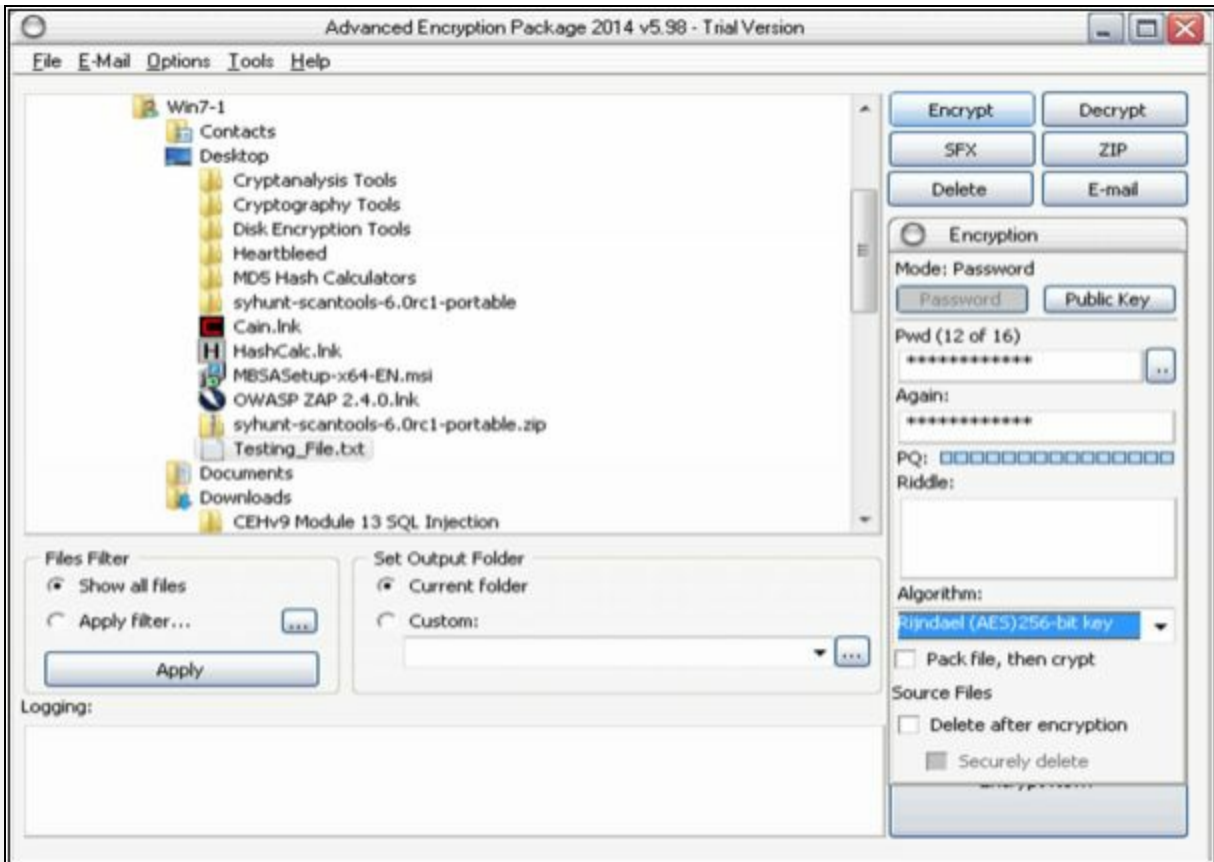 Advanced Encryption Package 2014 v5.98 - Trial Version
File E-Mail Options Tools Help
Win7-1
Contacts
Desktop
Cryptanalysis Tools
Cryptography Tools
Disk Encryption Tools
Heartbleed
MD5 Hash Calculators
syhunt-scantools-6.0rc1-portable
Cain.lnk
HashCalc.lnk
MBSASetup-x64-EN.msi
OWASP ZAP 2.4.0.lnk
syhunt-scantools-6.0rc1-portable.zip
Testing_File.txt
Documents
Downloads
CEHv9 Module 13 SQL Injection
Files Filter
Show all files
Apply filter...
...
Apply
Set Output Folder
Current folder
Custom:
...
Logging:
Encrypt Decrypt
SFX ZIP
Delete E-mail
Encryption
Mode: Password
Password Public Key
Pwd (12 of 16)
************
..
Again:
************
PQ:
Riddle:
Algorithm:
Rijndael (AES)256-bit key
Pack file, then crypt
Source Files
Delete after encryption
Securely delete